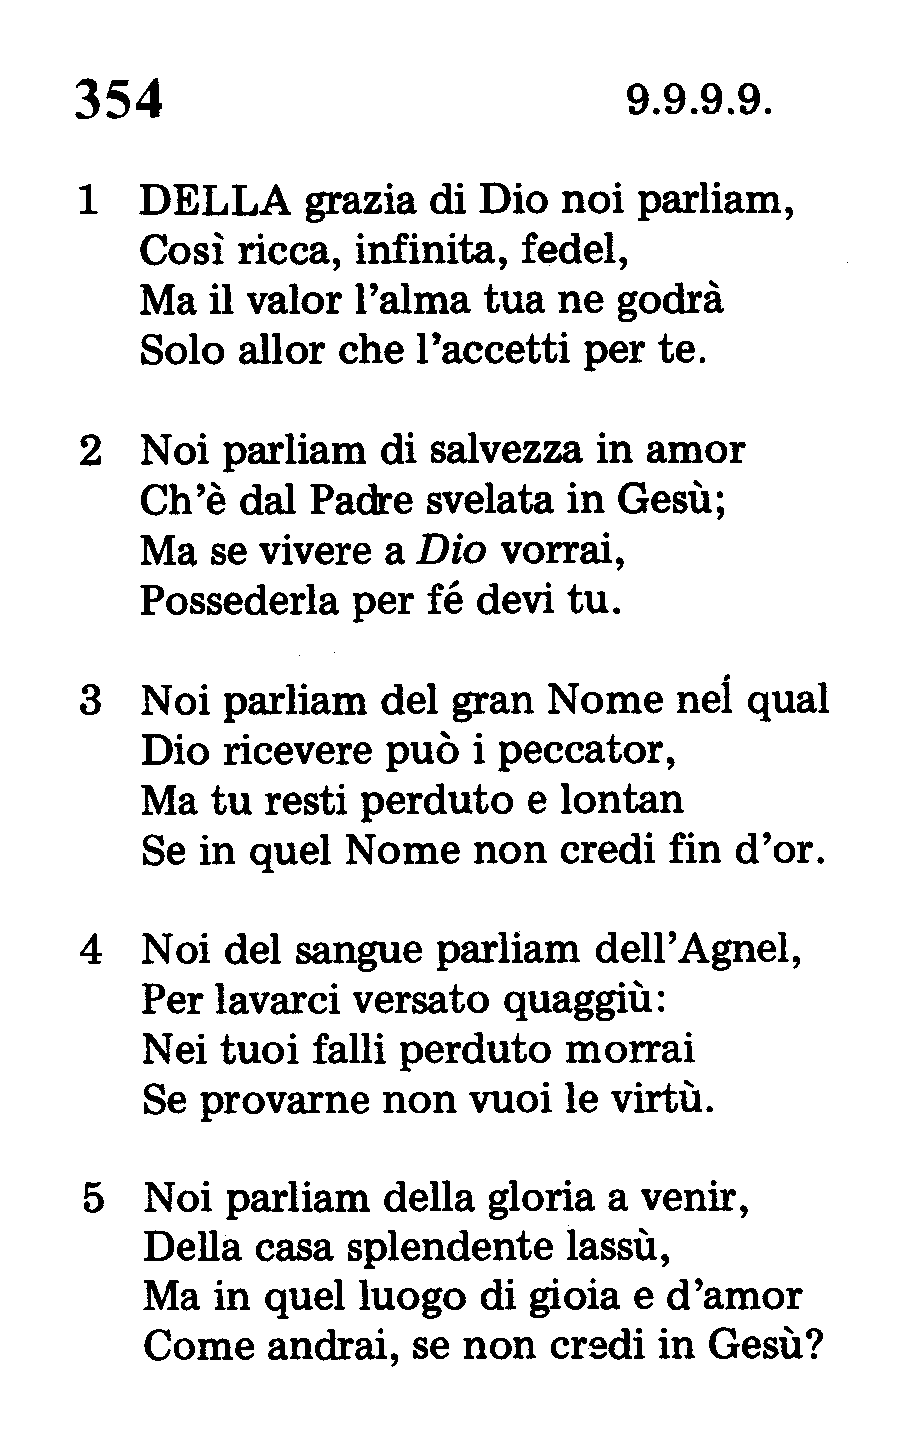 354 9.9.9.9.
1 DELLA grazia di Dio noi parliam,
Così ricca, infinita, fedel,
Ma il valor l'alma tua ne godrà
Solo allor che l'accetti per te.
2 Noi parliam di salvezza in amor
Ch'è dal Padre svelata in Gesù;
Ma se vivere a Dio vorrai,
Possederla per fé devi tu.
3 Noi parliam del gran Nome nel qual
Dio ricevere può i peccator,
Ma tu resti perduto e lontan
Se in quel Nome non credi fin d'or.
4 Noi del sangue parliam dell'Agnel,
Per lavarci versato quaggiù:
Nei tuoi falli perduto morrai
Se provarne non vuoi le virtù.
5 Noi parliam della gloria a venir,
Della casa splendente lassù,
Ma in quel luogo di gioia e d'amor
Come andrai, se non credi in Gesù?